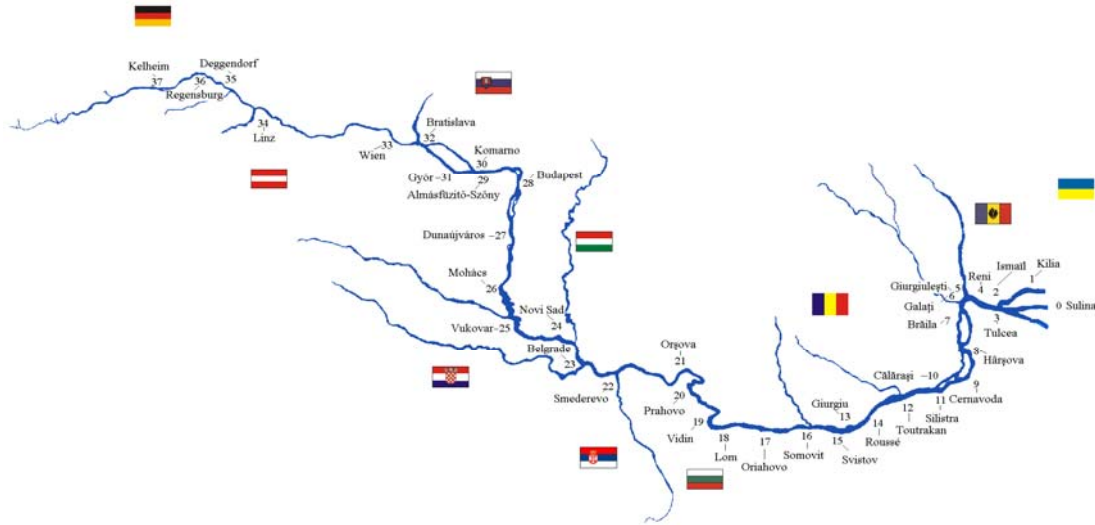 Kelheim
37
Regensburg
36
Deggendorf
35
34
Linz
Wien
33
Bratislava
32
Komarno
30
Győr –31
29
Almásfüzitő-Szőny
28
Budapest
Dunaújváros –27
Mohács
26
Vukovar –25
Novi Sad
24
Belgrade
23
22
Smederevo
Orşova
21
20
Prahovo
19
Vidin
18
Lom
17
Oriahovo
16
Somovit
15
Svistov
Giurgiu
13
14
Roussé
12
Toutrakan
11
Silistra
Călăraşi –10
9
Cernavoda
8
Hârşova
Brăila
7
Galaţi
6
Giurgiuleşti
5
Reni
4
Ismaïl
2
Kilia
1
0 Sulina
3
Tulcea